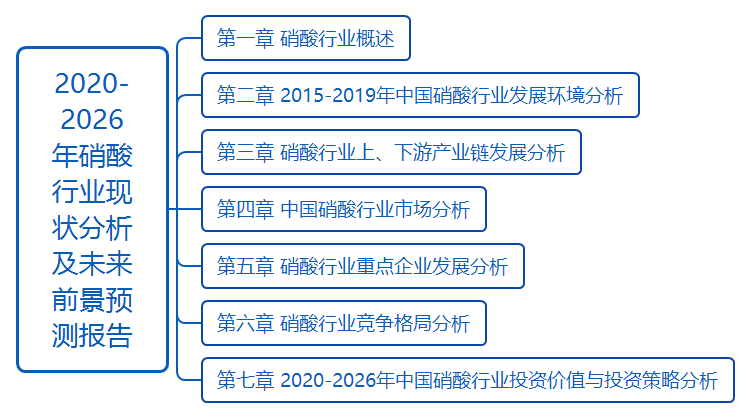 2020-
2026
年硝酸
行业现
状分析
及未来
前景预
测报告
第一章 硝酸行业概述
第二章 2015-2019年中国硝酸行业发展环境分析
第三章 硝酸行业上、下游产业链发展分析
第四章 中国硝酸行业市场分析
第五章 硝酸行业重点企业发展分析
第六章 硝酸行业竞争格局分析
第七章 2020-2026年中国硝酸行业投资价值与投资策略分析